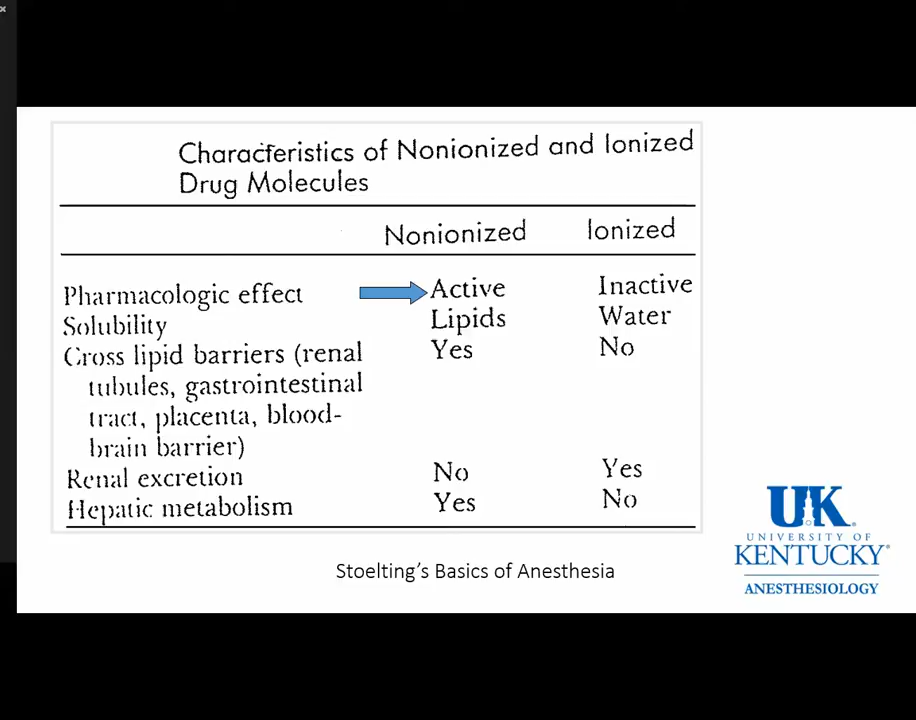 Characteristics of Nonionized and Ionized
Drug Molecules
Nonionized Ionized
Pharmacologic effect Active Inactive
Solubility Lipids Water
Cross lipid barriers (renal Yes No
tubules, gastrointestinal
tract, placenta, blood-
brain barrier)
Renal excretion No Yes
Hepatic metabolism Yes No
Stoelting's Basics of Anesthesia
UK
UNIVERSITY OF
KENTUCKY®
ANESTHESIOLOGY